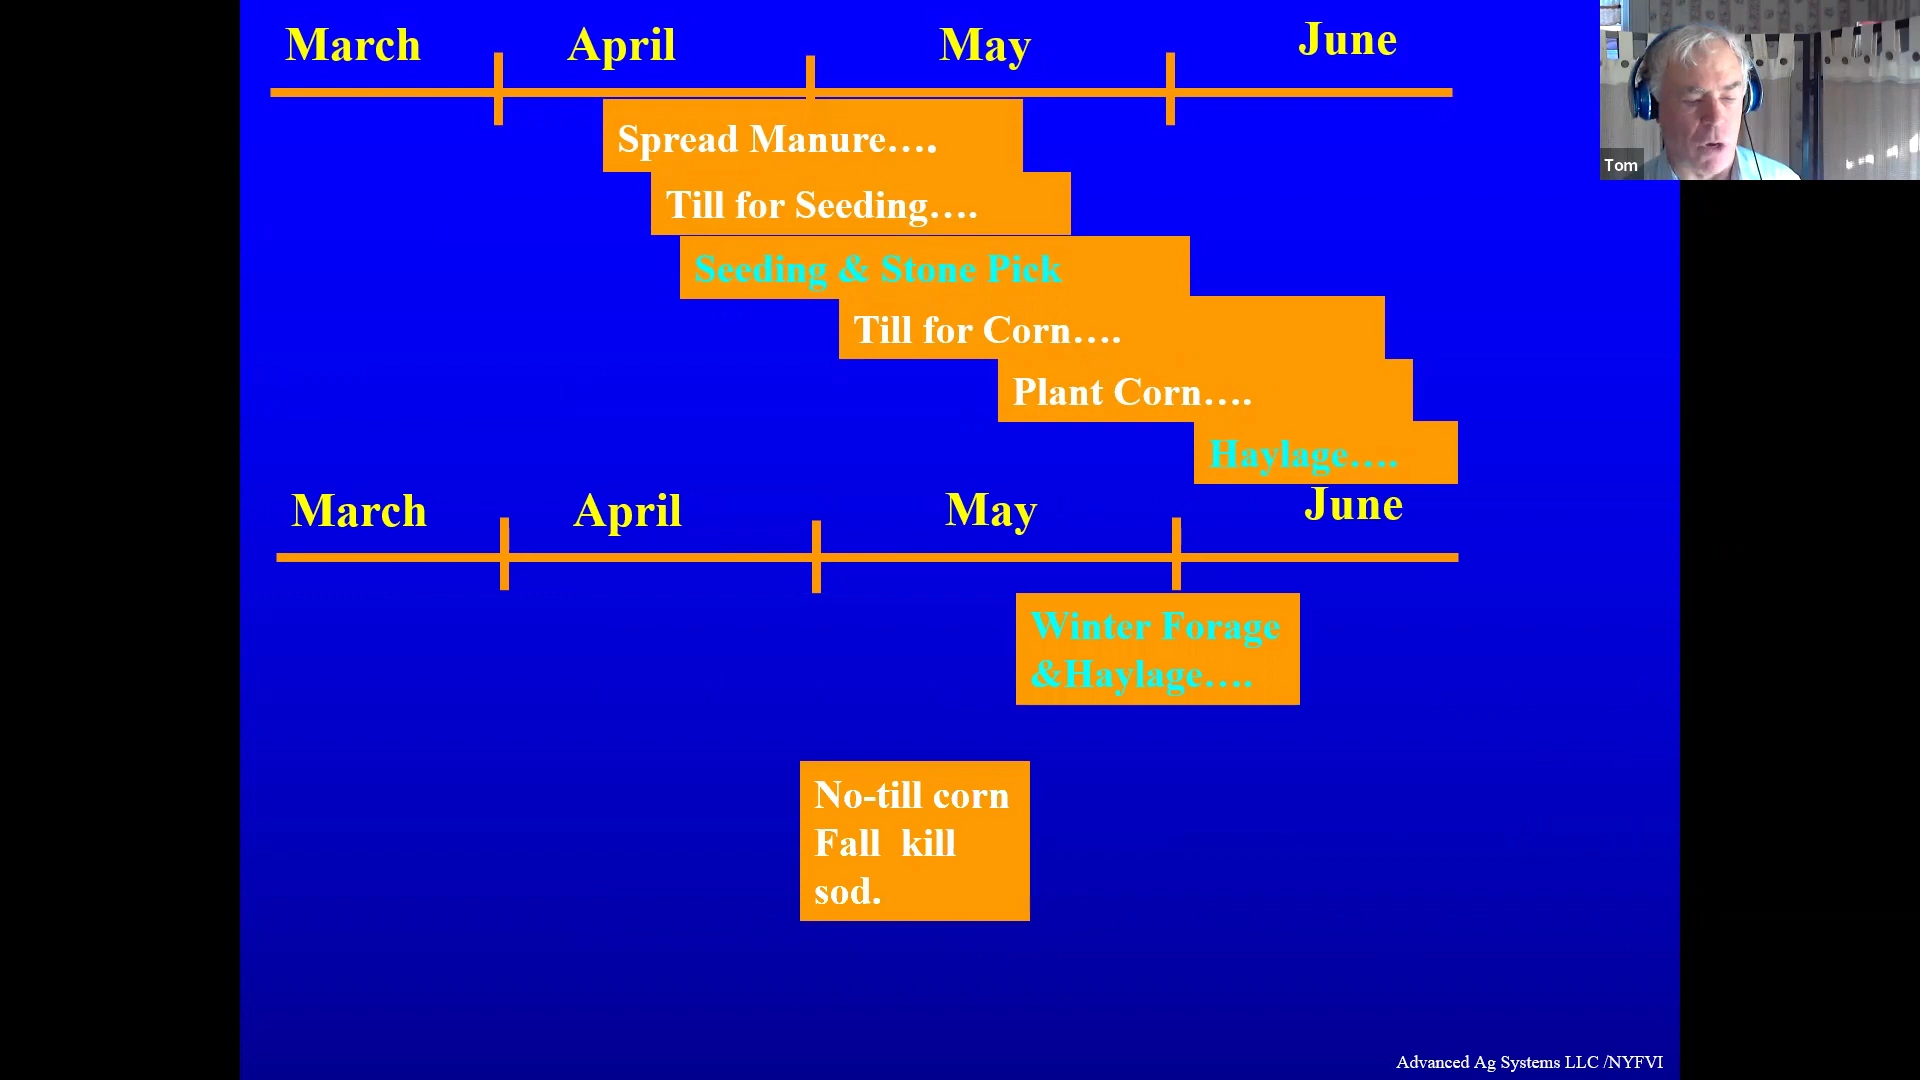 March April May June
Spread Manure….
Till for Seeding….
Seeding & Stone Pick
Till for Corn….
Plant Corn….
Haylage….
March April May June
Winter Forage
&Haylage….
No-till corn
Fall kill
sod.
Advanced Ag Systems LLC /NYFVI
Tom